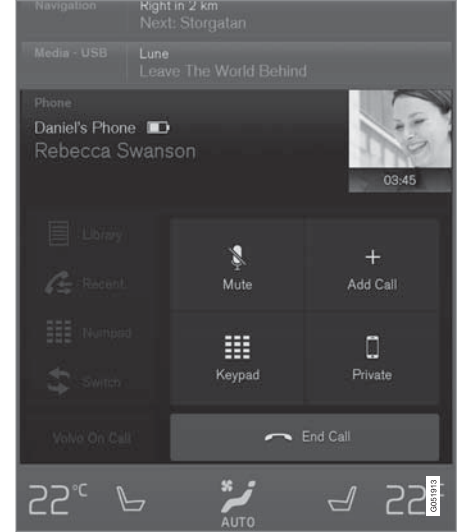 Navigation
Right in 2 km
Next: Storgatan
Media - USB
Lune
Leave The World Behind
Phone
Daniel's Phone
Rebecca Swanson
03:45
Library
Recent
Numpad
Switch
Volvo On Call
Mute
Add Call
Keypad
Private
End Call
22°C
AUTO
22°
G051913